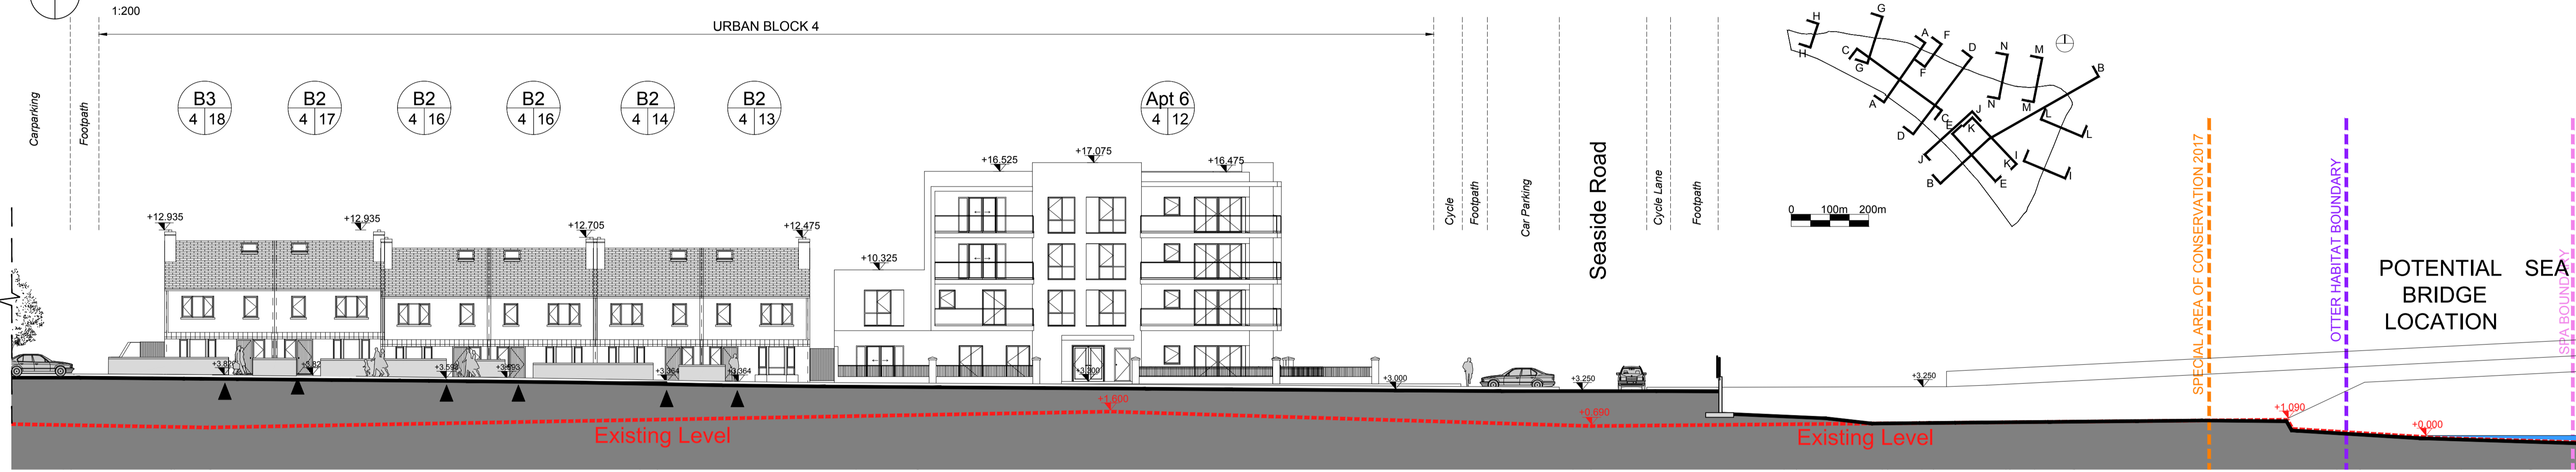 1:200
URBAN BLOCK 4
Carparking
Footpath
B3
4 18
B2
4 17
B2
4 16
B2
4 16
B2
4 14
B2
4 13
Apt 6
4 12
Cycle
Footpath
Car Parking
Seaside Road
Cycle Lane
Footpath
H
G
A
F
D
N
M
B
C
H
G
F
A
N
M
D
C
J
E
K
L
L
J
I
K
B
E
I
0 100m 200m
SPECIAL AREA OF CONSERVATION 2017
OTTER HABITAT BOUNDARY
POTENTIAL SEA
BRIDGE
LOCATION
SPA BOUNDARY
+12.935
+12.935
+12.705
+12.475
+10.325
+16.525
+17.075
+16.475
+3.82
+3.593
+3.593
+3.364
+3.364
+3.300
+3.000
+3.250
+3.250
+1.600
+0.690
+1.090
+0.000
Existing Level
Existing Level